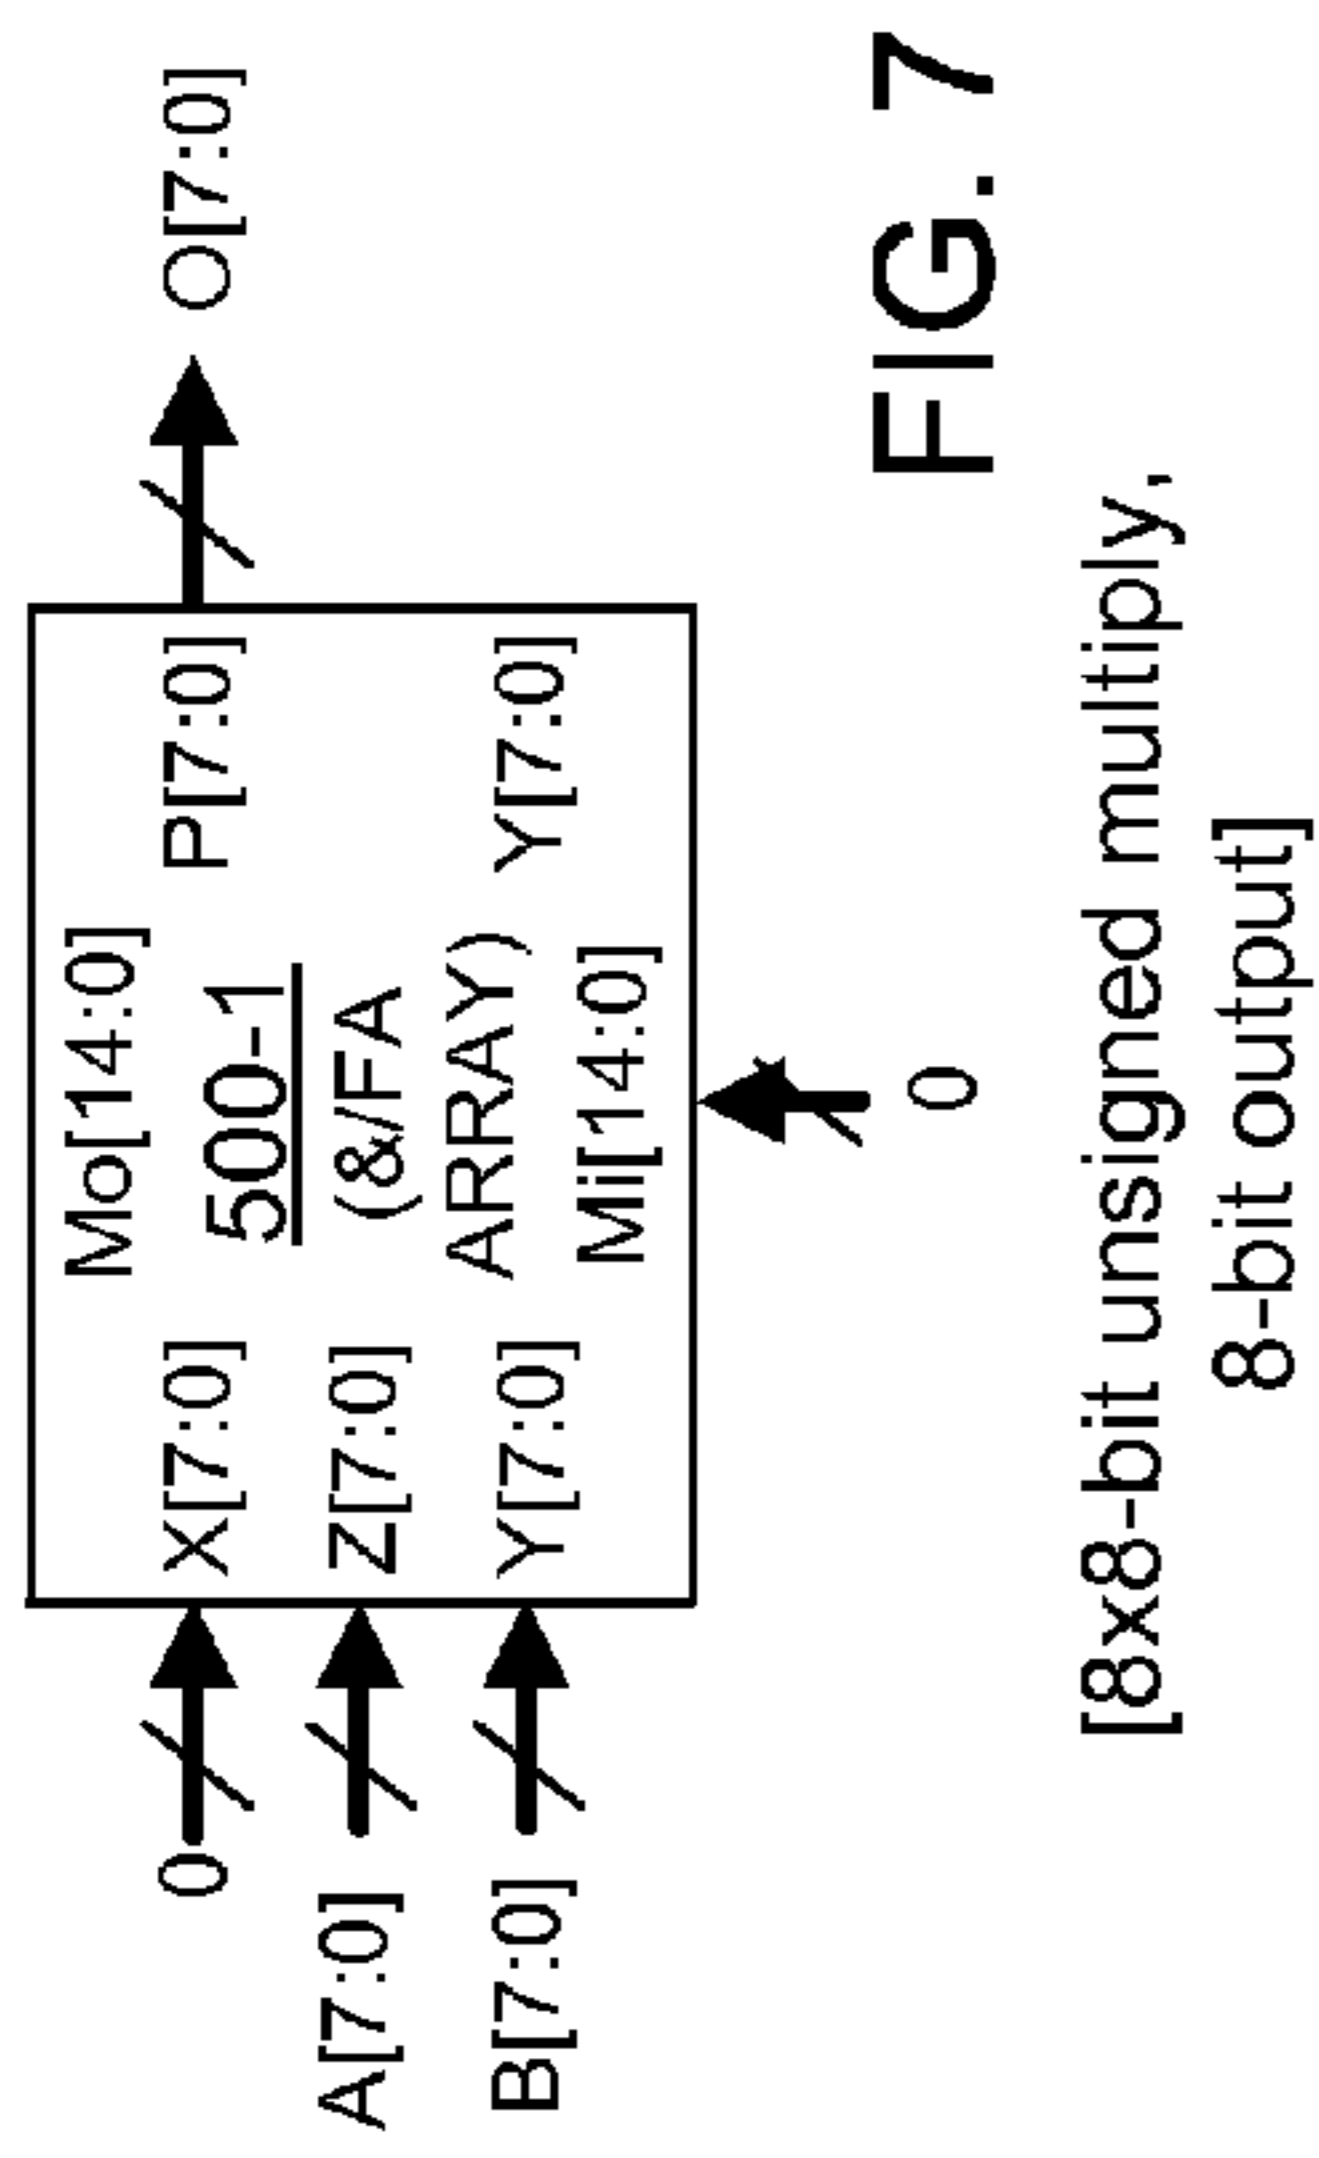 Mo[14:0]
0 X[7:0] 500-1 P[7:0] O[7:0]
A[7:0] Z[7:0] (&/FA
B[7:0] Y[7:0] ARRAY) Y[7:0]
Mi[14:0]
0
FIG. 7
[8x8-bit unsigned multiply,
8-bit output]